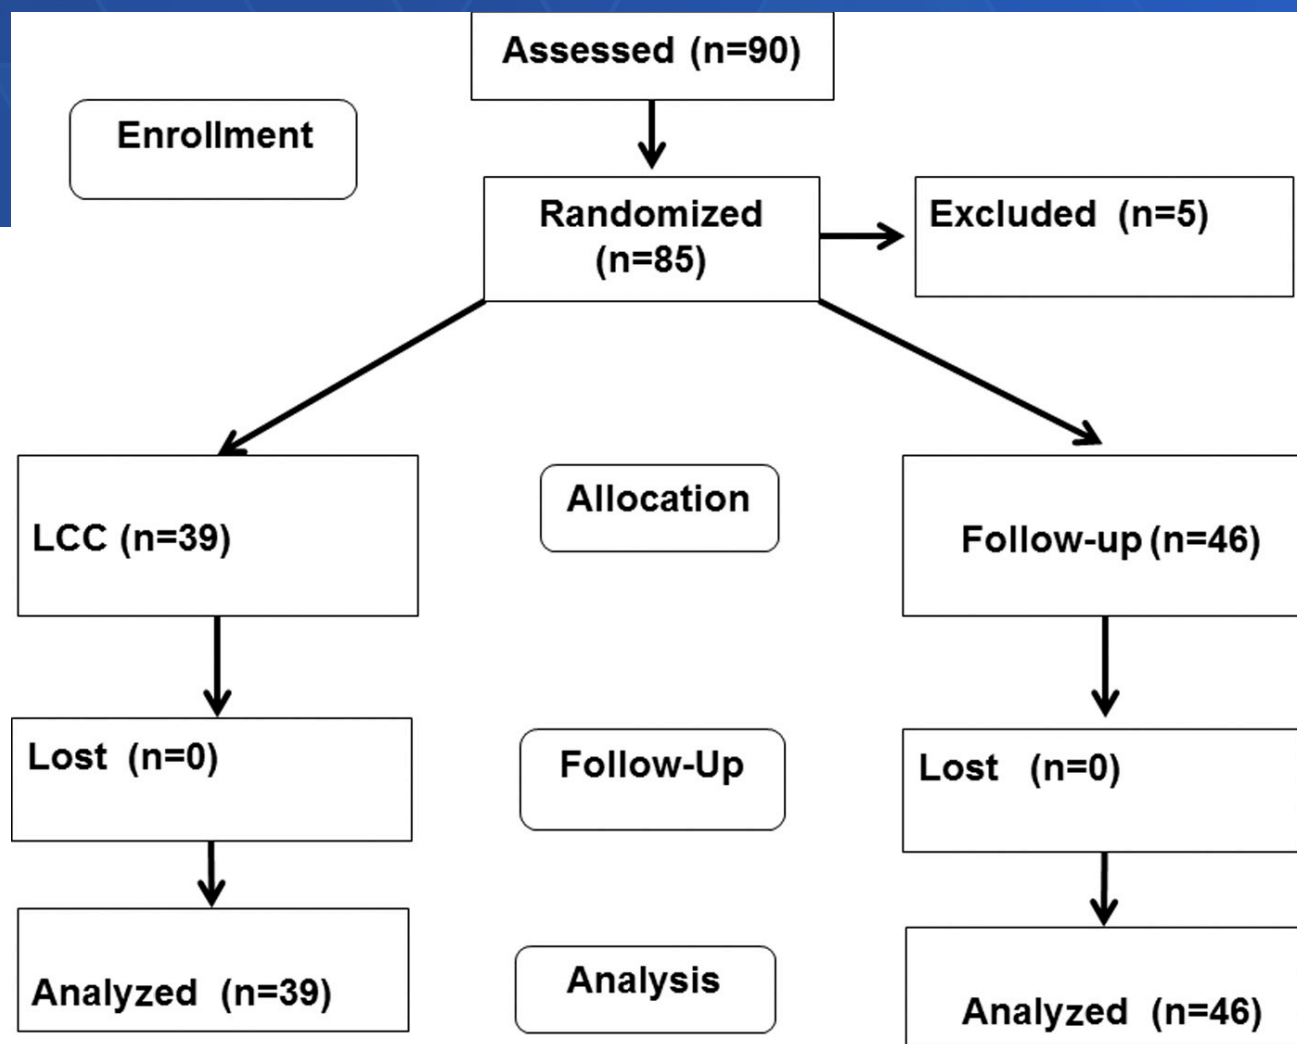 Assessed (n=90)
Enrollment
Randomized
(n=85)
Excluded (n=5)
LCC (n=39)
Allocation
Follow-up (n=46)
Lost (n=0)
Follow-Up
Lost (n=0)
Analyzed (n=39)
Analysis
Analyzed (n=46)